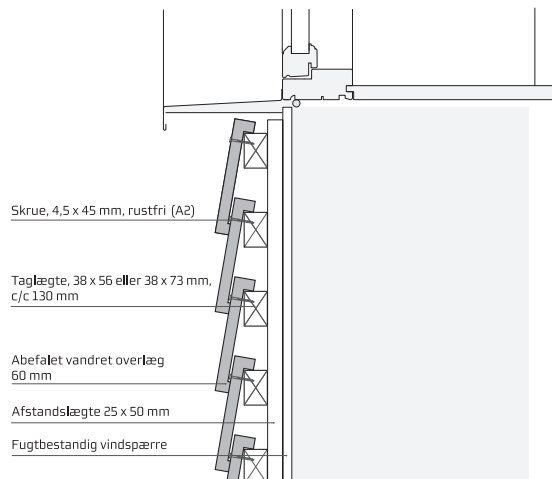 Skrue, 4,5 x 45 mm, rustfri (A2)
Taglægte, 38 x 56 eller 38 x 73 mm,
c/c 130 mm
Abefalet vandret overlæg
60 mm
Afstandslægte 25 x 50 mm
Fugtbestandig vindspærre